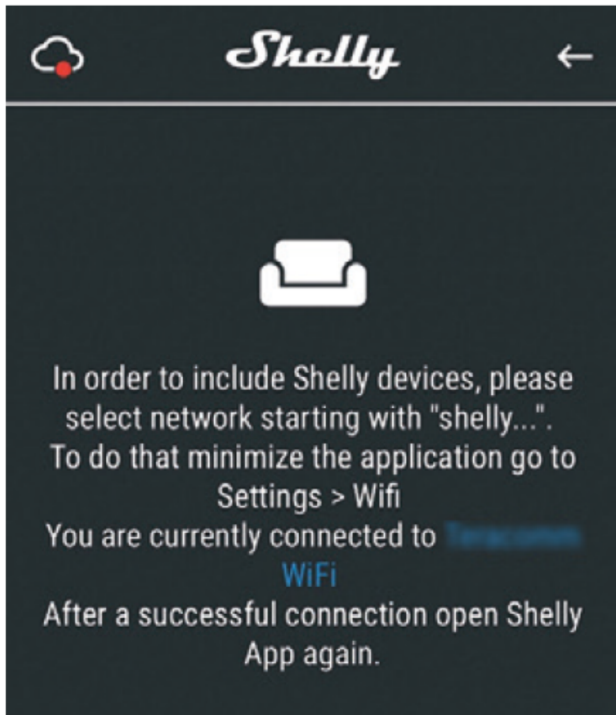 Shelly
In order to include Shelly devices, please
select network starting with "shelly...".
To do that minimize the application go to
Settings > Wifi
You are currently connected to
WiFi
After a successful connection open Shelly
App again.